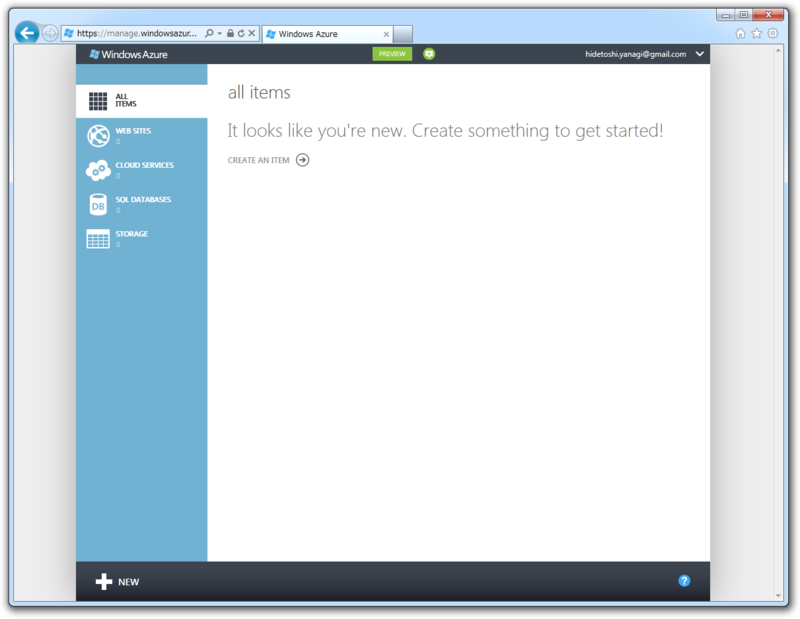 https://manage.windowsazur...
Windows Azure
Windows Azure
PREVIEW
hidetoshi.yanagi@gmail.com
ALL
ITEMS
WEB SITES
0
CLOUD SERVICES
0
SQL DATABASES
0
DB
STORAGE
0
all items
It looks like you're new. Create something to get started!
CREATE AN ITEM
NEW
?